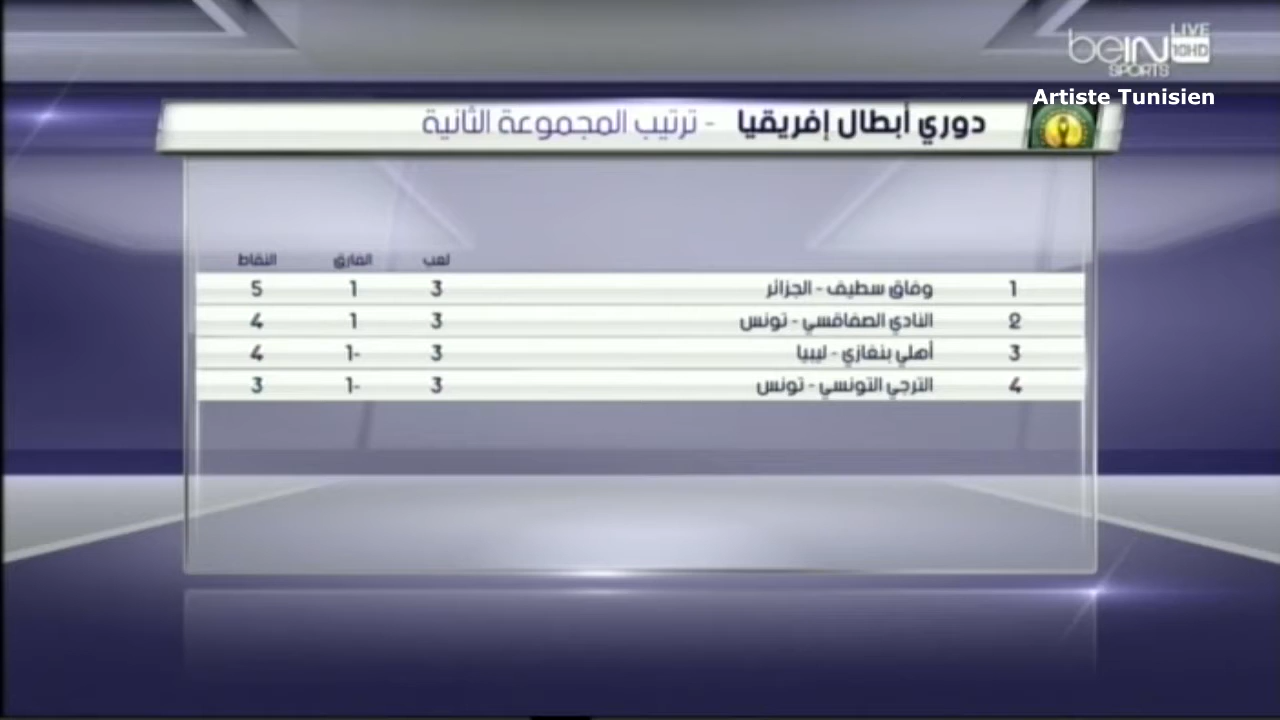 LIVE
beIN 10HD
SPORTS
Artiste Tunisien
دوري أبطال إفريقيا - ترتيب المجموعة الثانية
لعب الفارق النقاط
1 وفاق سطيف - الجزائر 3 1 5
2 النادي الصفاقسي - تونس 3 1 4
3 أهلي بنغازي - ليبيا 3 1- 4
4 الترجي التونسي - تونس 3 1- 3